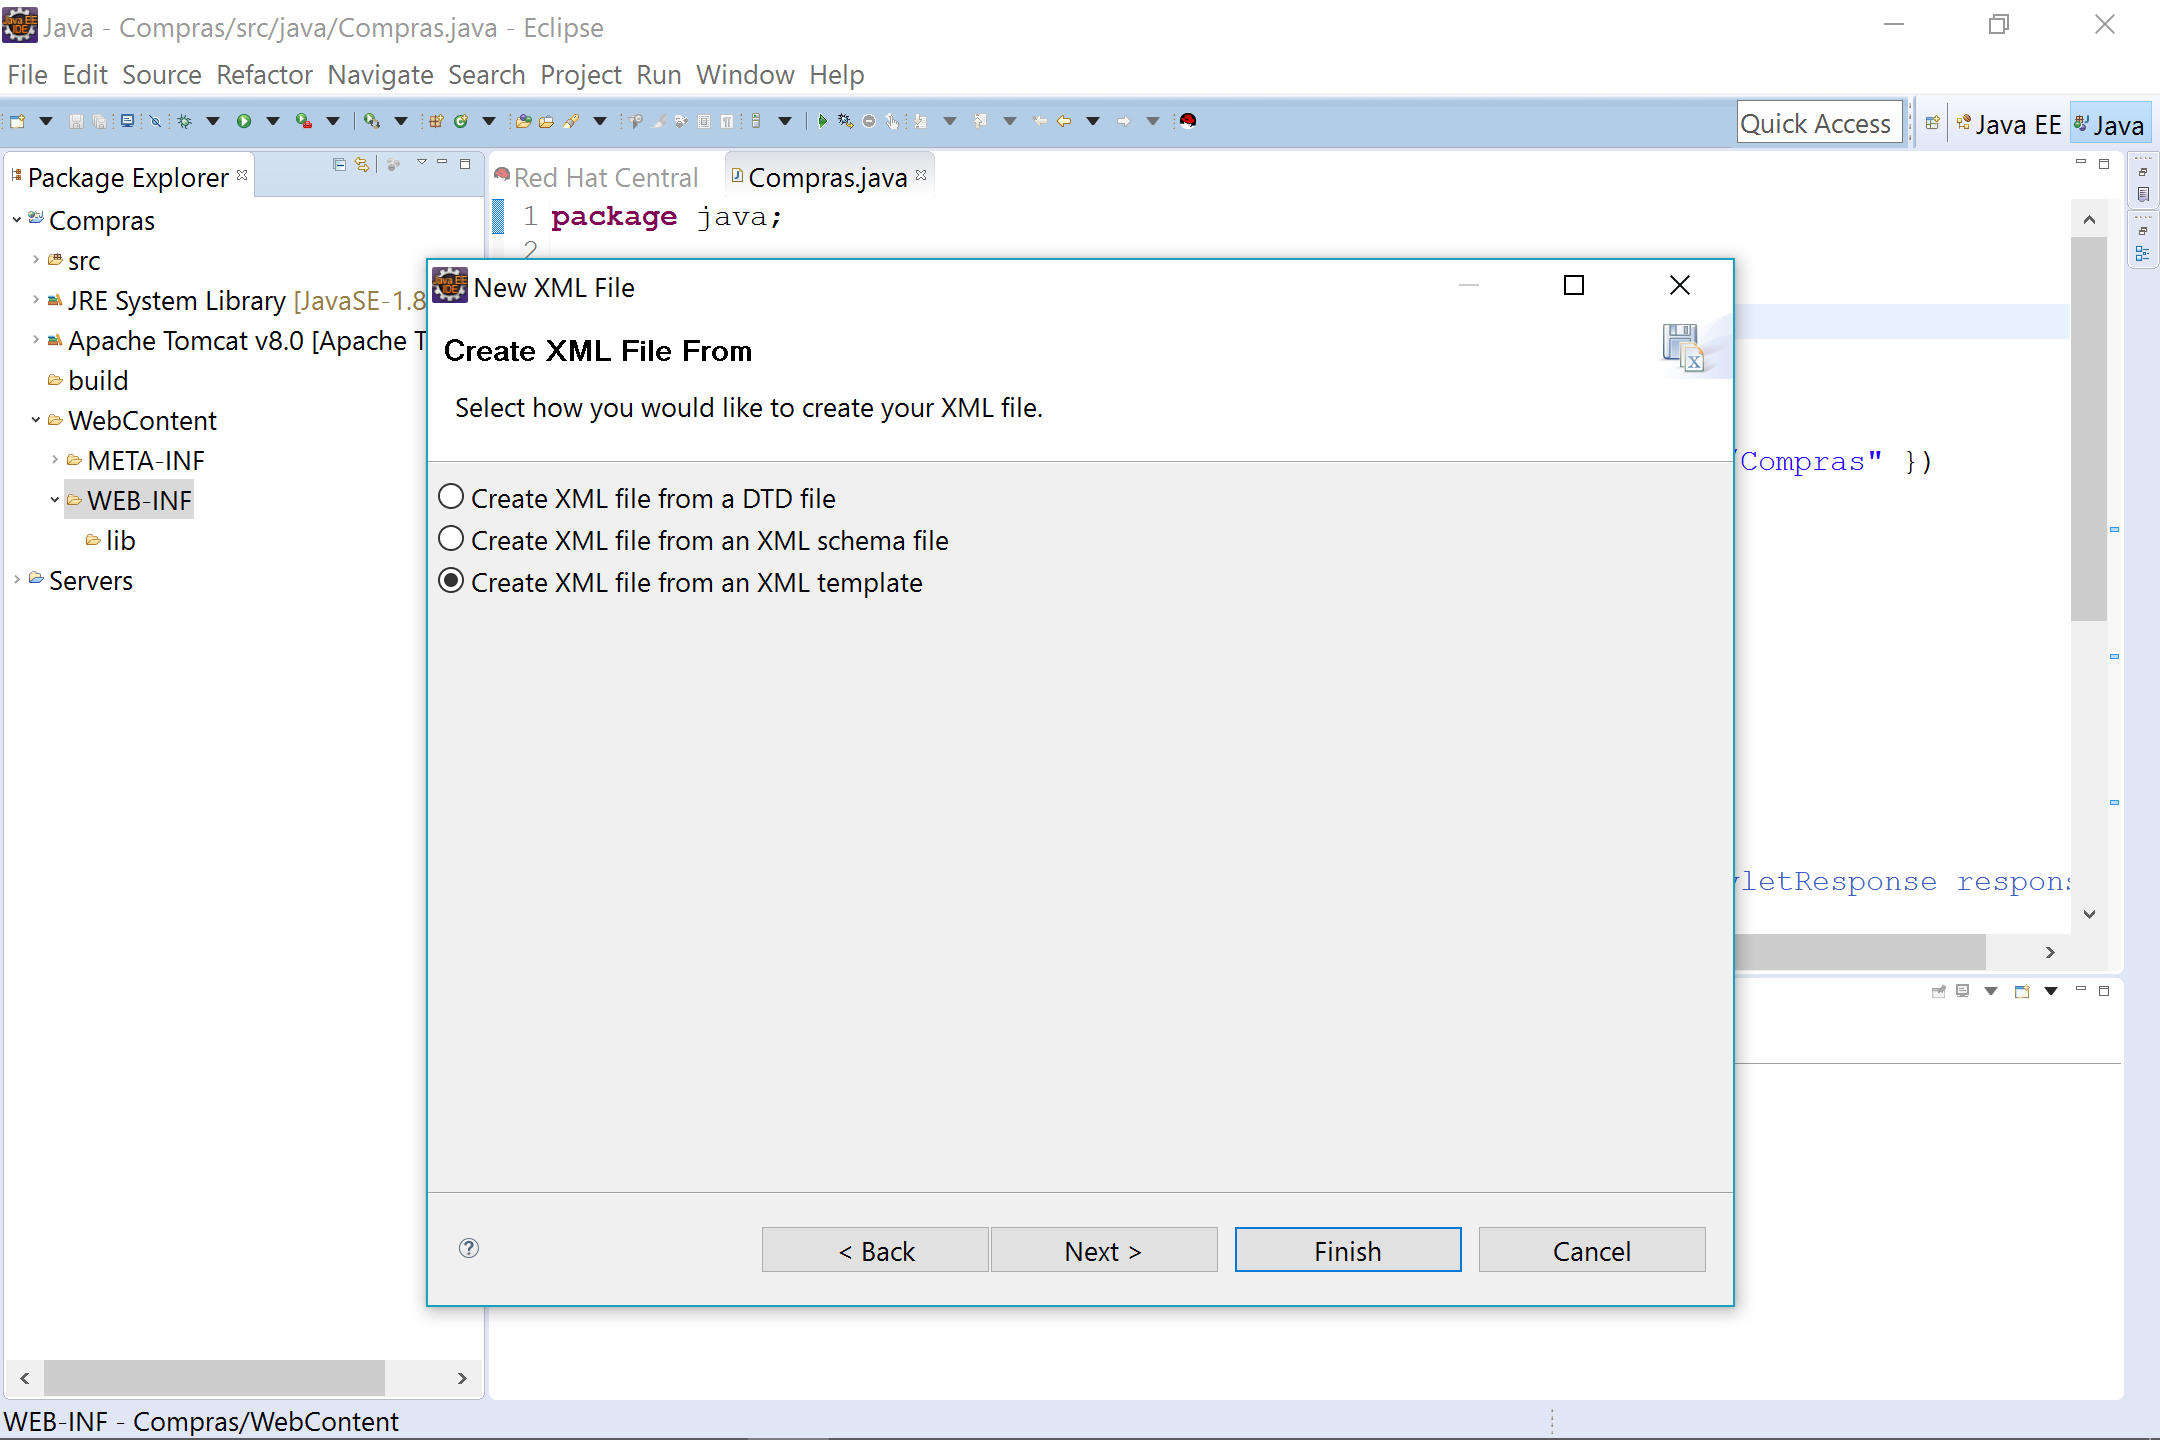 Java - Compras/src/java/Compras.java - Eclipse
File Edit Source Refactor Navigate Search Project Run Window Help
Quick Access
Java EE
Java
Package Explorer
Compras
src
JRE System Library [JavaSE-1.8
Apache Tomcat v8.0 [Apache T
build
WebContent
META-INF
WEB-INF
lib
Servers
Red Hat Central
Compras.java
1 package java;
2
/Compras" })
letResponse respons
New XML File
Create XML File From
Select how you would like to create your XML file.
Create XML file from a DTD file
Create XML file from an XML schema file
Create XML file from an XML template
< Back
Next >
Finish
Cancel
WEB-INF - Compras/WebContent